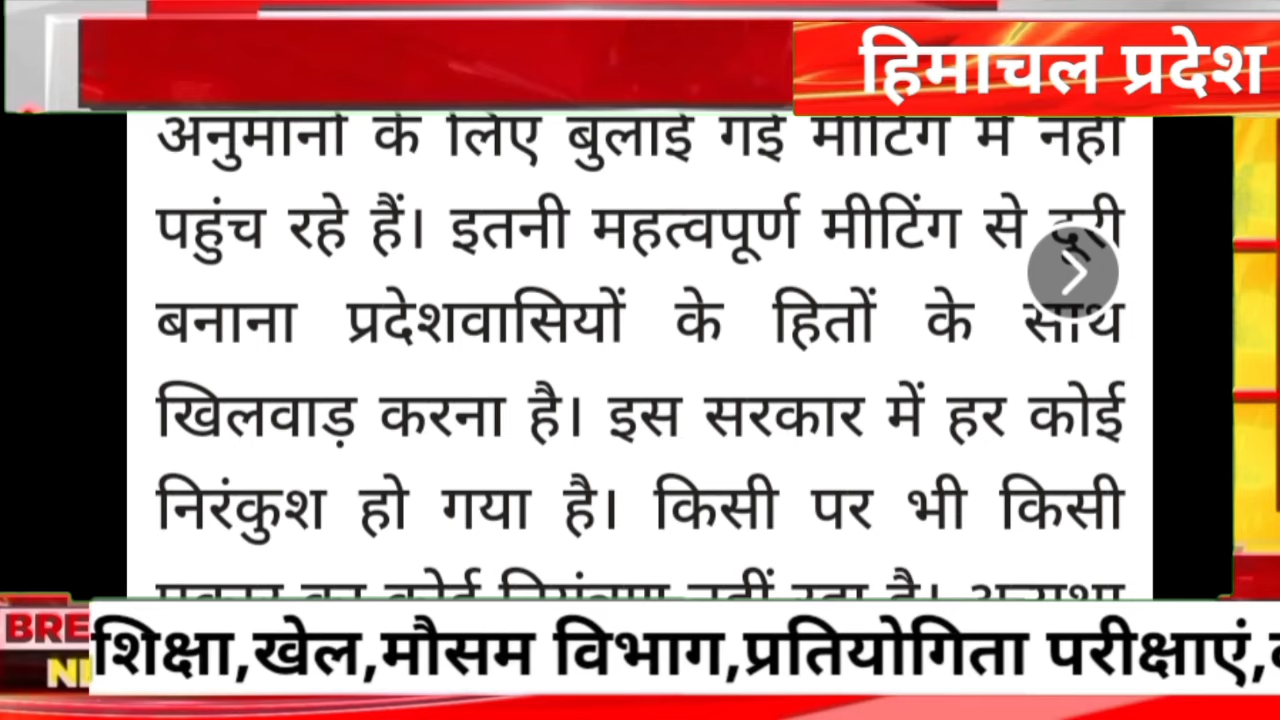 हिमाचल प्रदेश
अनुमानों के लिए बुलाई गई मीटिंग में नहीं
पहुंच रहे हैं। इतनी महत्वपूर्ण मीटिंग से दूरी
बनाना प्रदेशवासियों के हितों के साथ
खिलवाड़ करना है। इस सरकार में हर कोई
निरंकुश हो गया है। किसी पर भी किसी
BRE
शिक्षा,खेल,मौसम विभाग,प्रतियोगिता परीक्षाएं,